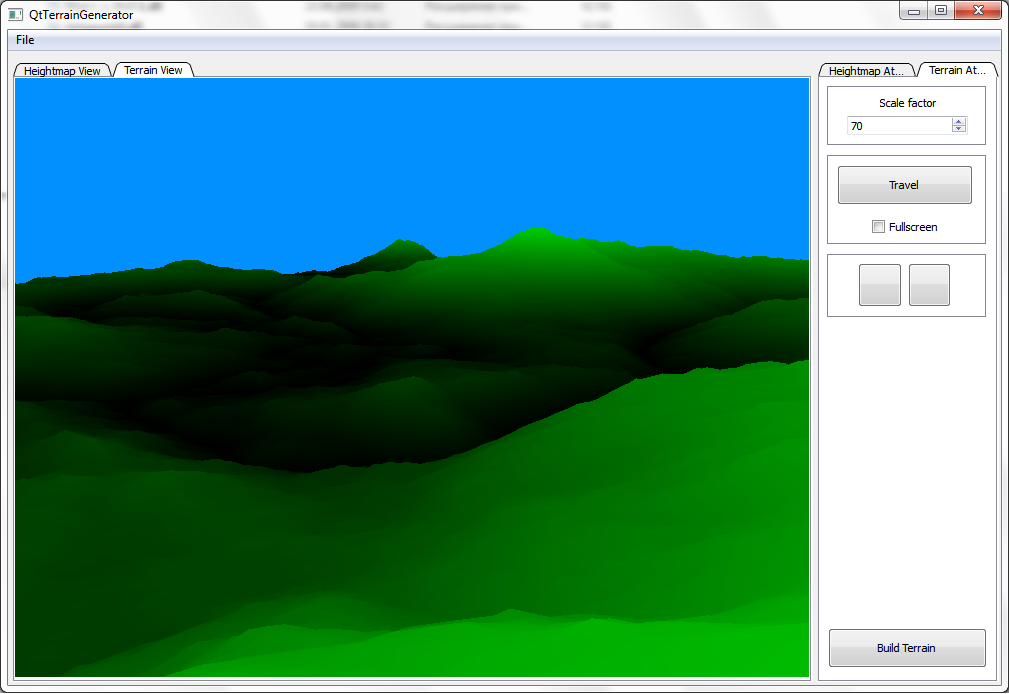 QtTerrainGenerator
File
Heightmap View
Terrain View
Heightmap At...
Terrain At...
Scale factor
70
Travel
Fullscreen
Build Terrain